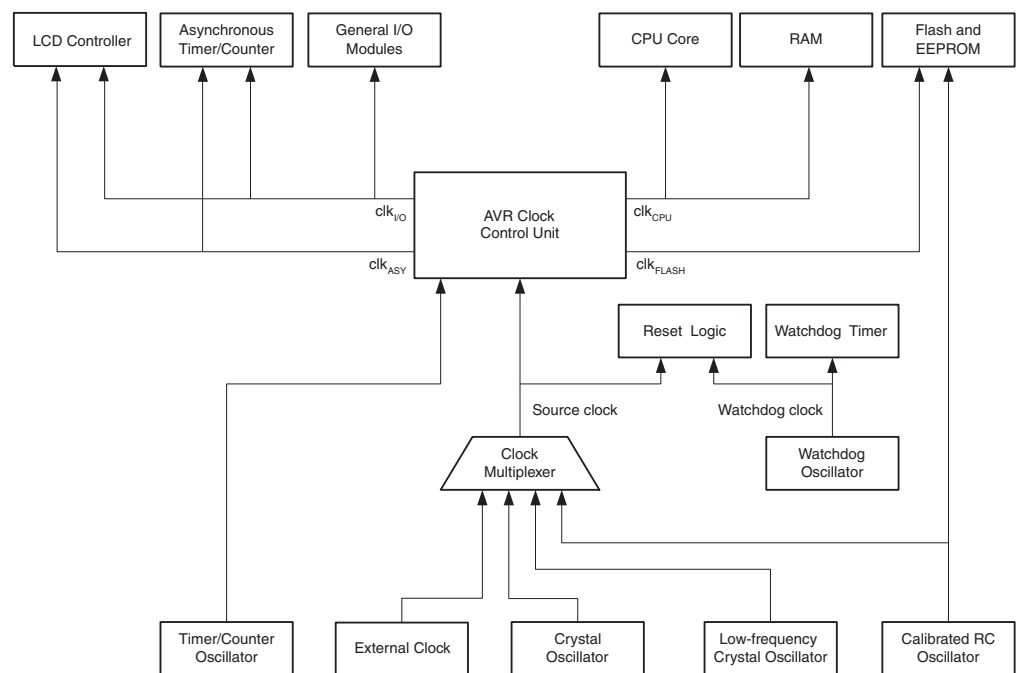 LCD Controller
Asynchronous
Timer/Counter
General I/O
Modules
CPU Core
RAM
Flash and
EEPROM
clkI/O
AVR Clock
Control Unit
clkCPU
clkASY
clkFLASH
Reset Logic
Watchdog Timer
Source clock
Watchdog clock
Clock
Multiplexer
Watchdog
Oscillator
Timer/Counter
Oscillator
External Clock
Crystal
Oscillator
Low-frequency
Crystal Oscillator
Calibrated RC
Oscillator